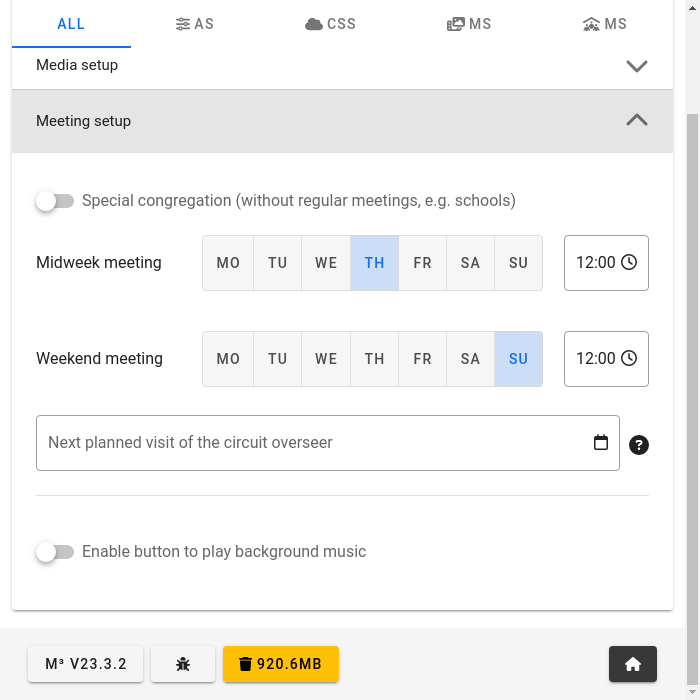 ALL AS CSS MS MS
Media setup
Meeting setup
Special congregation (without regular meetings, e.g. schools)
Midweek meeting MO TU WE TH FR SA SU 12:00
Weekend meeting MO TU WE TH FR SA SU 12:00
Next planned visit of the circuit overseer ?
Enable button to play background music
M³ V23.3.2 920.6MB